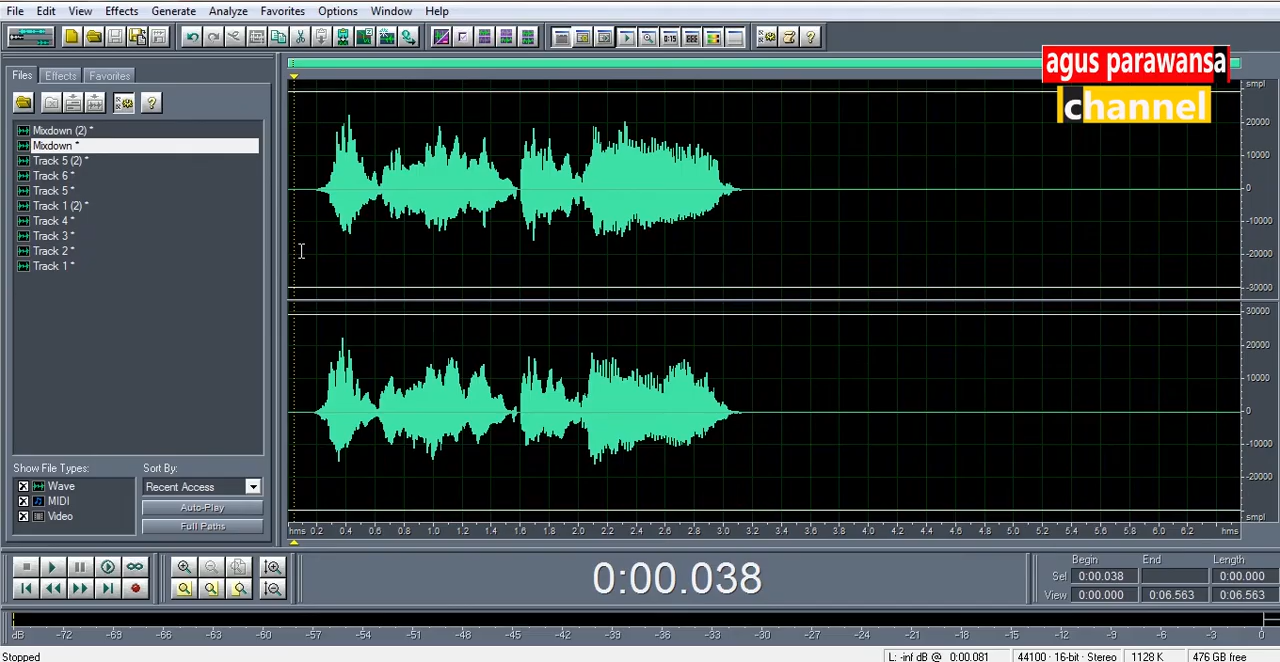 File Edit View Effects Generate Analyze Favorites Options Window Help
agus parawansa
channel
Files Effects Favorites
Mixdown (2) *
Mixdown *
Track 5 (2) *
Track 6 *
Track 5 *
Track 1 (2) *
Track 4 *
Track 3 *
Track 2 *
Track 1 *
Show File Types:
Wave
MIDI
Video
Sort By:
Recent Access
Auto-Play
Full Paths
smpl
20000
10000
0
-10000
-20000
-30000
30000
20000
10000
0
-10000
-20000
smpl
hms 0.2 0.4 0.6 0.8 1.0 1.2 1.4 1.6 1.8 2.0 2.2 2.4 2.6 2.8 3.0 3.2 3.4 3.6 3.8 4.0 4.2 4.4 4.6 4.8 5.0 5.2 5.4 5.6 5.8 6.0 6.2 hms
0:00.038
Begin End Length
Sel 0:00.038 0:00.000
View 0:00.000 0:06.563 0:06.563
dB -72 -69 -66 -63 -60 -57 -54 -51 -48 -45 -42 -39 -36 -33 -30 -27 -24 -21 -18 -15 -12 -9 -6 -3 0
Stopped
L: -inf dB @ 0:00.081 44100 · 16-bit · Stereo 1128 K 476 GB free